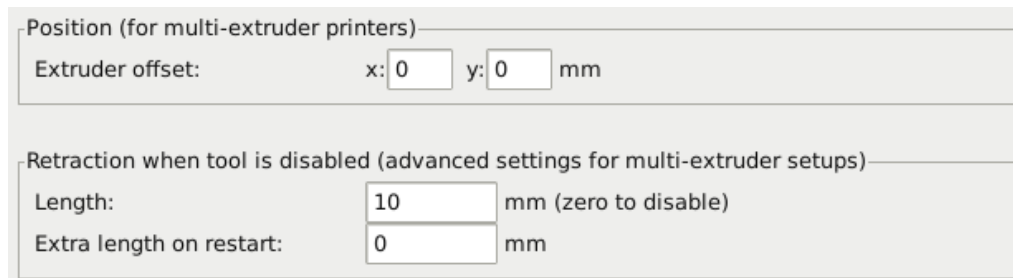 Position (for multi-extruder printers)
Extruder offset: x: 0 y: 0 mm
Retraction when tool is disabled (advanced settings for multi-extruder setups)
Length: 10 mm (zero to disable)
Extra length on restart: 0 mm